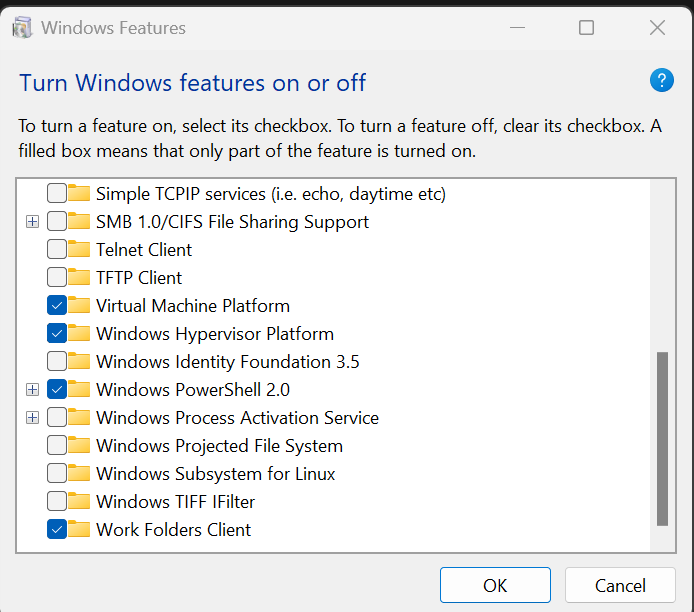 Windows Features
Turn Windows features on or off
?
To turn a feature on, select its checkbox. To turn a feature off, clear its checkbox. A
filled box means that only part of the feature is turned on.
Simple TCPIP services (i.e. echo, daytime etc)
SMB 1.0/CIFS File Sharing Support
Telnet Client
TFTP Client
Virtual Machine Platform
Windows Hypervisor Platform
Windows Identity Foundation 3.5
Windows PowerShell 2.0
Windows Process Activation Service
Windows Projected File System
Windows Subsystem for Linux
Windows TIFF IFilter
Work Folders Client
OK
Cancel